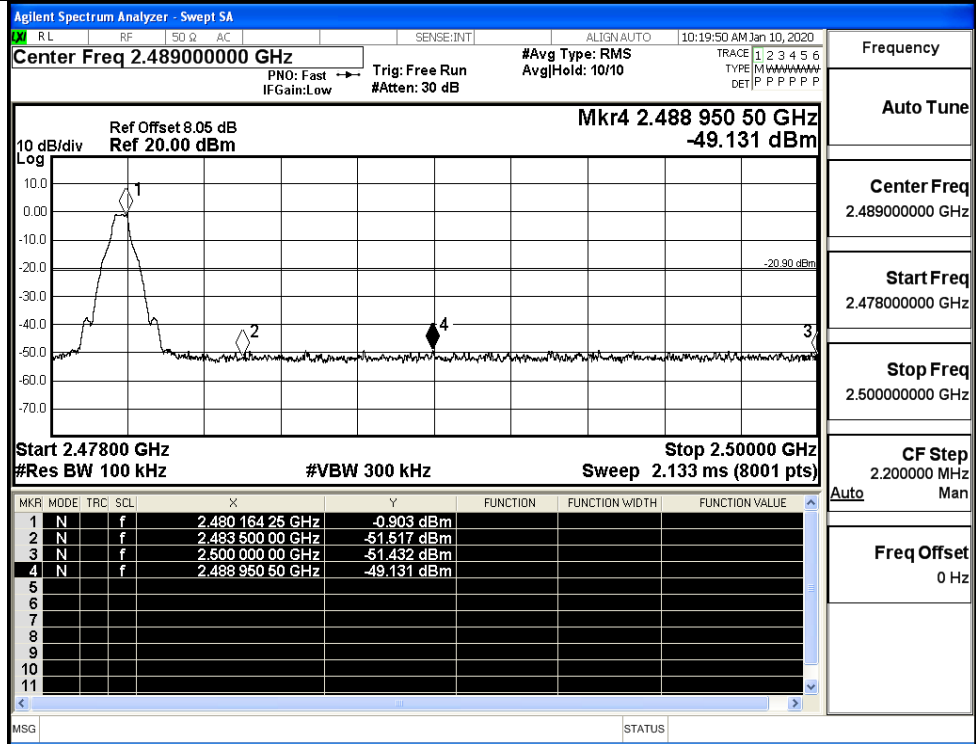 Agilent Spectrum Analyzer - Swept SA
LXI RL RF 50 Ω AC SENSE:INT ALIGN AUTO 10:19:50 AM Jan 10, 2020
Center Freq 2.489000000 GHz
PNO: Fast
IFGain:Low
Trig: Free Run
#Atten: 30 dB
#Avg Type: RMS
Avg|Hold: 10/10
TRACE 1 2 3 4 5 6
TYPE M WWWWW
DET P P P P P P
Frequency
Auto Tune
Center Freq
2.489000000 GHz
Start Freq
2.478000000 GHz
Stop Freq
2.500000000 GHz
CF Step
2.200000 MHz
Auto Man
Freq Offset
0 Hz
Mkr4 2.488 950 50 GHz
-49.131 dBm
Ref Offset 8.05 dB
10 dB/div Ref 20.00 dBm
Log
10.0
0.00
-10.0
-20.0
-30.0
-40.0
-50.0
-60.0
-70.0
1
2
4
3
-20.90 dBm
Start 2.47800 GHz Stop 2.50000 GHz
#Res BW 100 kHz #VBW 300 kHz Sweep 2.133 ms (8001 pts)
MKR MODE TRC SCL X Y FUNCTION FUNCTION WIDTH FUNCTION VALUE
1 N f 2.480 164 25 GHz -0.903 dBm
2 N f 2.483 500 00 GHz -51.517 dBm
3 N f 2.500 000 00 GHz -51.432 dBm
4 N f 2.488 950 50 GHz -49.131 dBm
5
6
7
8
9
10
11
MSG STATUS